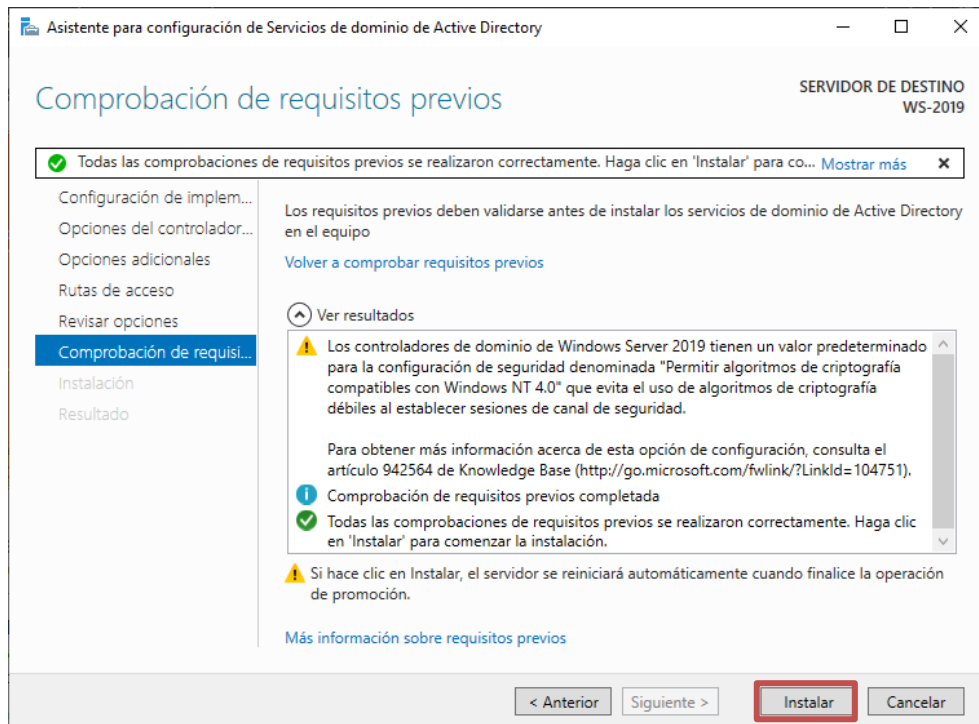 Asistente para configuración de Servicios de dominio de Active Directory
Comprobación de requisitos previos
SERVIDOR DE DESTINO
WS-2019
Todas las comprobaciones de requisitos previos se realizaron correctamente. Haga clic en 'Instalar' para co... Mostrar más
Configuración de implem...
Opciones del controlador...
Opciones adicionales
Rutas de acceso
Revisar opciones
Comprobación de requisi...
Instalación
Resultado
Los requisitos previos deben validarse antes de instalar los servicios de dominio de Active Directory
en el equipo
Volver a comprobar requisitos previos
Ver resultados
Los controladores de dominio de Windows Server 2019 tienen un valor predeterminado
para la configuración de seguridad denominada "Permitir algoritmos de criptografía
compatibles con Windows NT 4.0" que evita el uso de algoritmos de criptografía
débiles al establecer sesiones de canal de seguridad.
Para obtener más información acerca de esta opción de configuración, consulta el
artículo 942564 de Knowledge Base (http://go.microsoft.com/fwlink/?LinkId=104751).
Comprobación de requisitos previos completada
Todas las comprobaciones de requisitos previos se realizaron correctamente. Haga clic
en 'Instalar' para comenzar la instalación.
Si hace clic en Instalar, el servidor se reiniciará automáticamente cuando finalice la operación
de promoción.
Más información sobre requisitos previos
< Anterior
Siguiente >
Instalar
Cancelar